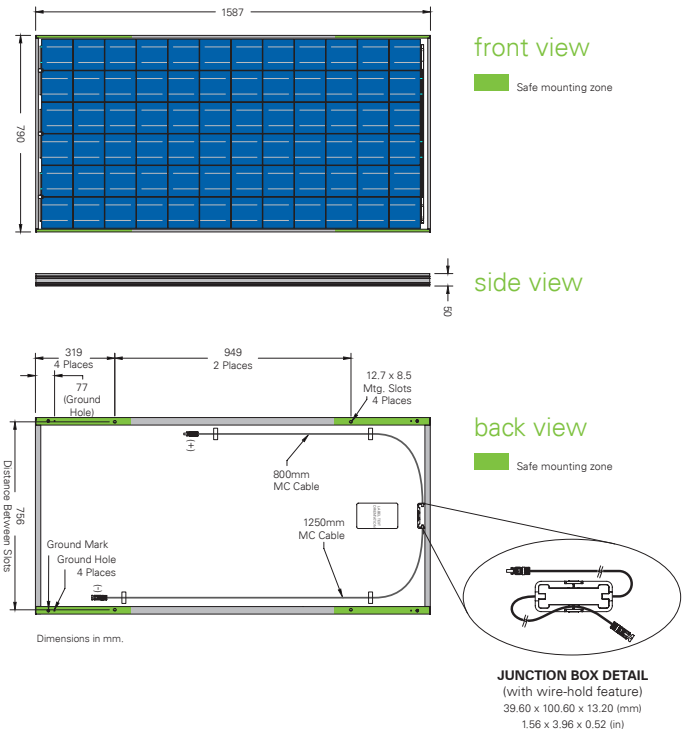 1587
front view
Safe mounting zone
790
side view
50
319
4 Places
949
2 Places
77
(Ground
Hole)
12.7 x 8.5
Mtg. Slots
4 Places
back view
Safe mounting zone
(+)
800mm
MC Cable
756
Distance Between Slots
1250mm
MC Cable
Ground Mark
Ground Hole
4 Places
(-)
Dimensions in mm.
JUNCTION BOX DETAIL
(with wire-hold feature)
39.60 x 100.60 x 13.20 (mm)
1.56 x 3.96 x 0.52 (in)